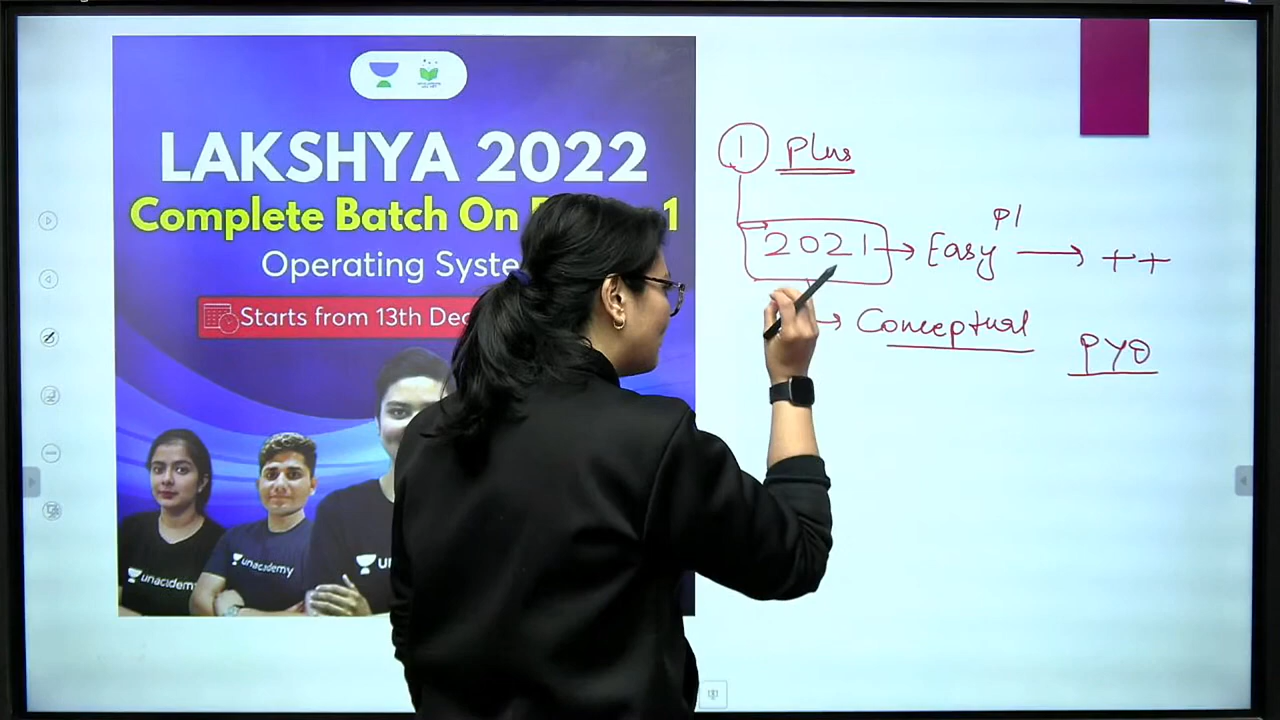 LAKSHYA 2022
Complete Batch On 1
Operating
Starts from 13th Dec
unacademy
unacademy
① Plus
2021 → Easy P1 → ++
→ Conceptual
PYQ